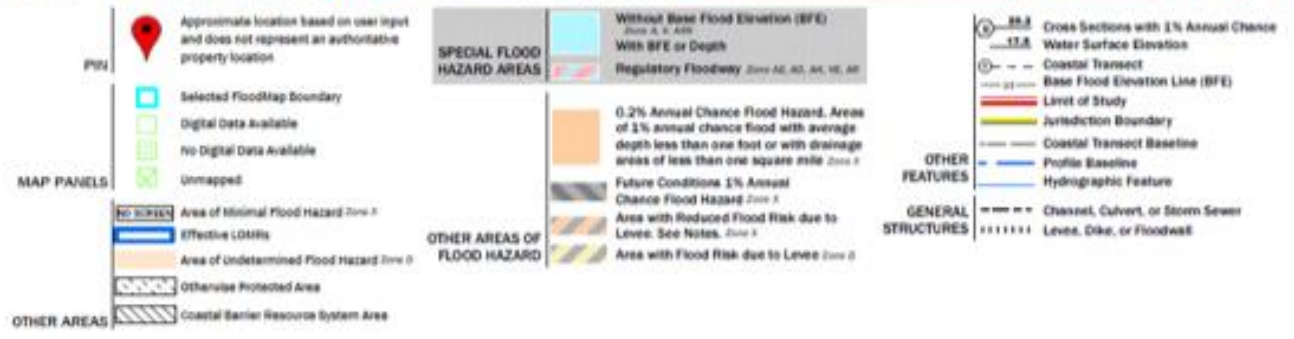 PIN
Approximate location based on user input
and does not represent an authoritative
property location
MAP PANELS
Selected FloodMap Boundary
Digital Data Available
No Digital Data Available
Unmapped
OTHER AREAS
NO SCREEN Area of Minimal Flood Hazard Zone X
Effective LOMRs
Area of Undetermined Flood Hazard Zone D
Otherwise Protected Area
Coastal Barrier Resource System Area
SPECIAL FLOOD
HAZARD AREAS
Without Base Flood Elevation (BFE)
Zone A, V, A99
With BFE or Depth
Regulatory Floodway Zone AE, AO, AH, VE, AR
OTHER AREAS OF
FLOOD HAZARD
0.2% Annual Chance Flood Hazard, Areas
of 1% annual chance flood with average
depth less than one foot or with drainage
areas of less than one square mile Zone X
Future Conditions 1% Annual
Chance Flood Hazard Zone X
Area with Reduced Flood Risk due to
Levee. See Notes. Zone X
Area with Flood Risk due to Levee Zone D
OTHER
FEATURES
Cross Sections with 1% Annual Chance
17.5 Water Surface Elevation
Coastal Transect
Base Flood Elevation Line (BFE)
Limit of Study
Jurisdiction Boundary
Coastal Transect Baseline
Profile Baseline
Hydrographic Feature
GENERAL
STRUCTURES
Channel, Culvert, or Storm Sewer
Levee, Dike, or Floodwall